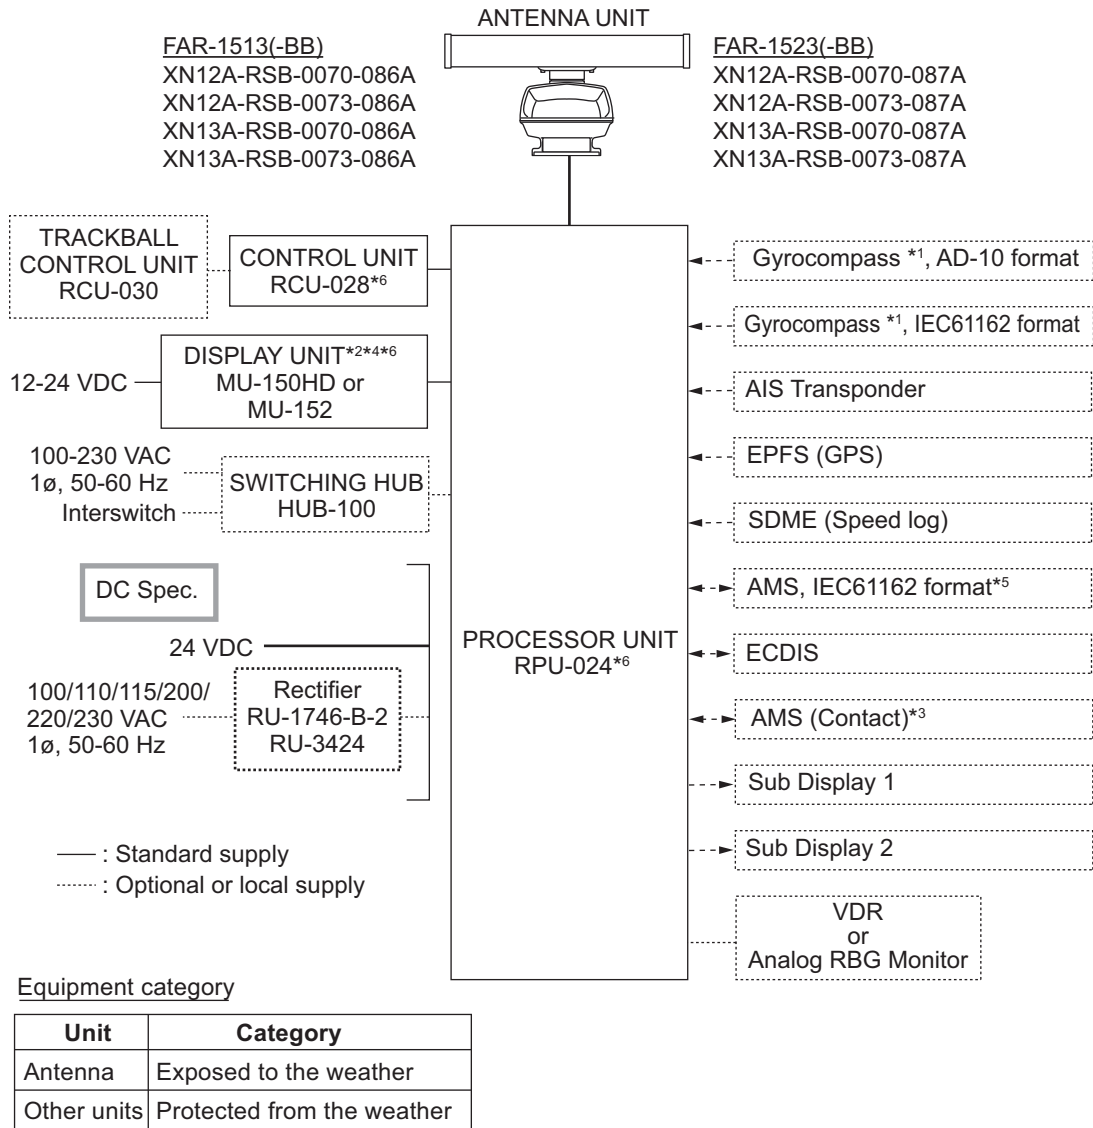 ANTENNA UNIT
FAR-1513(-BB)
XN12A-RSB-0070-086A
XN12A-RSB-0073-086A
XN13A-RSB-0070-086A
XN13A-RSB-0073-086A
FAR-1523(-BB)
XN12A-RSB-0070-087A
XN12A-RSB-0073-087A
XN13A-RSB-0070-087A
XN13A-RSB-0073-087A
TRACKBALL
CONTROL UNIT
RCU-030
CONTROL UNIT
RCU-028*6
12-24 VDC
DISPLAY UNIT*2*4*6
MU-150HD or
MU-152
100-230 VAC
1ø, 50-60 Hz
Interswitch
SWITCHING HUB
HUB-100
DC Spec.
24 VDC
100/110/115/200/
220/230 VAC
1ø, 50-60 Hz
Rectifier
RU-1746-B-2
RU-3424
PROCESSOR UNIT
RPU-024*6
Gyrocompass *1, AD-10 format
Gyrocompass *1, IEC61162 format
AIS Transponder
EPFS (GPS)
SDME (Speed log)
AMS, IEC61162 format*5
ECDIS
AMS (Contact)*3
Sub Display 1
Sub Display 2
VDR
or
Analog RBG Monitor
: Standard supply
: Optional or local supply
Equipment category
Unit Category
Antenna Exposed to the weather
Other units Protected from the weather